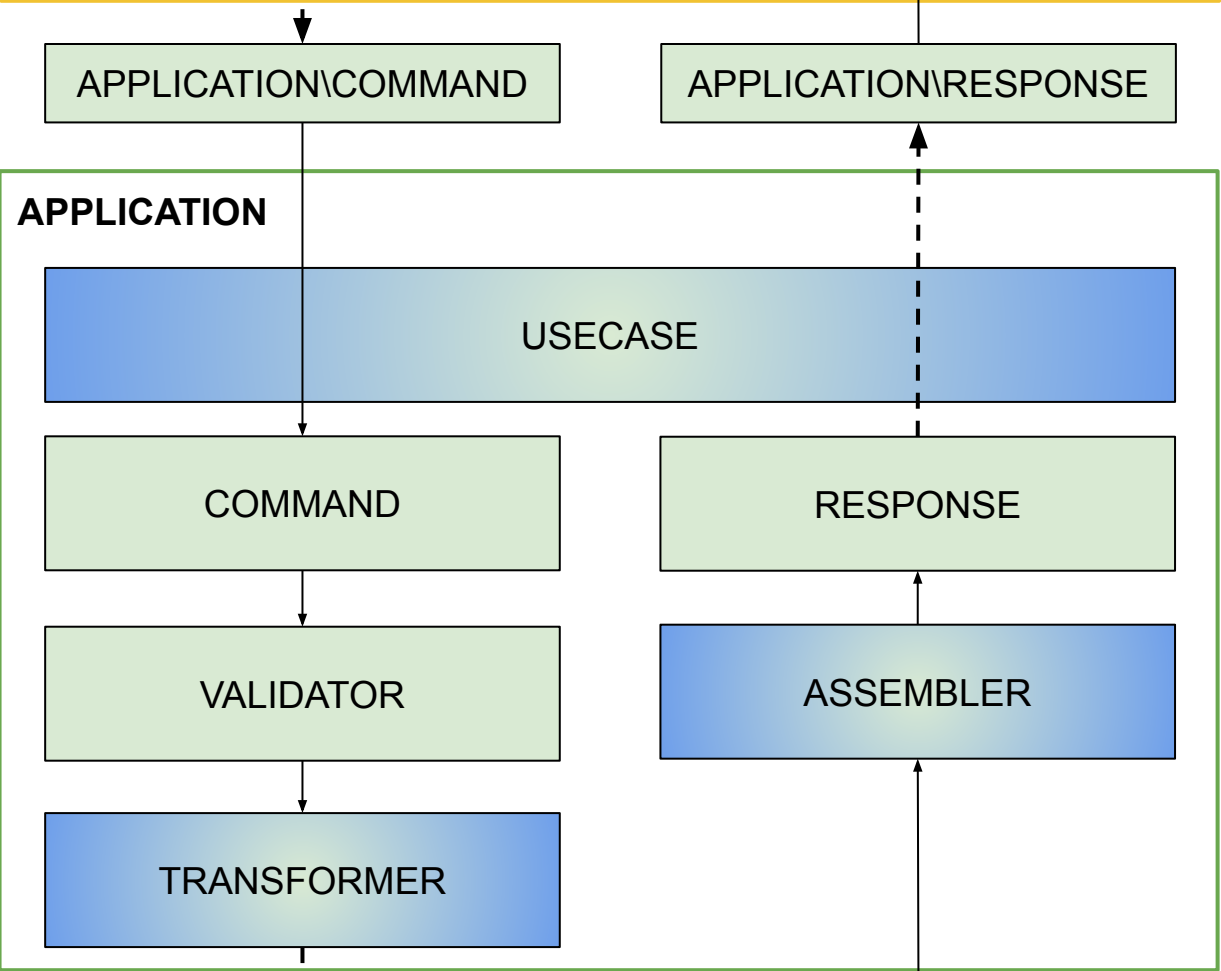 APPLICATION\COMMAND
APPLICATION\RESPONSE
APPLICATION
USECASE
COMMAND
RESPONSE
VALIDATOR
ASSEMBLER
TRANSFORMER